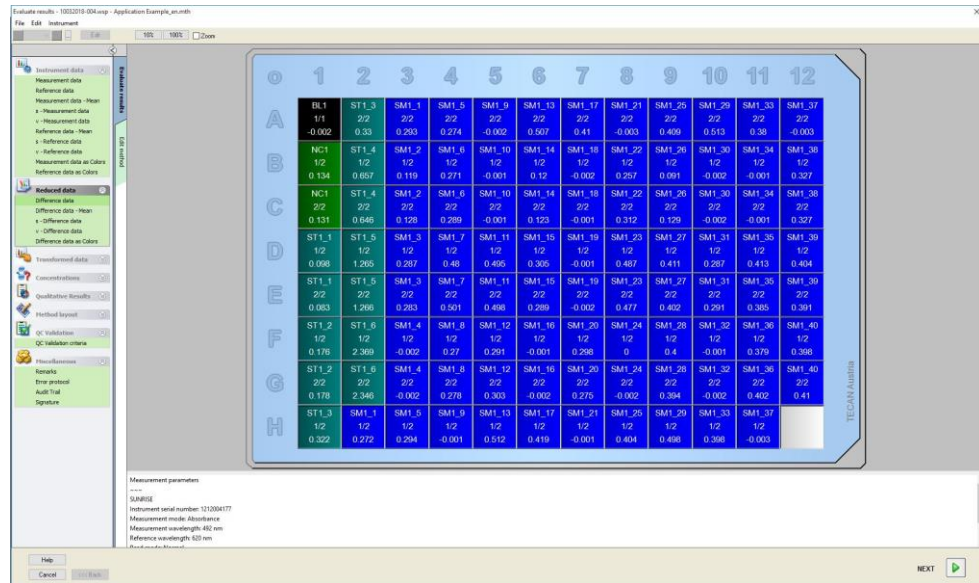 Evaluate results - 10032018-004.wsp - Application Example_en.mth
File Edit Instrument
Edit 10% 100% Zoom
Instrument data
Measurement data
Reference data
Measurement data - Mean
s - Measurement data
v - Measurement data
Reference data - Mean
s - Reference data
v - Reference data
Measurement data as Colors
Reference data as Colors
Reduced data
Difference data
Difference data - Mean
s - Difference data
v - Difference data
Difference data as Colors
Transformed data
Concentrations
Qualitative Results
Method layout
QC Validation
QC Validation criteria
Miscellaneous
Remarks
Error protocol
Audit Trail
Signature
Evaluate results
Edit method
1 2 3 4 5 6 7 8 9 10 11 12
A
BL1 ST1_3 SM1_1 SM1_5 SM1_9 SM1_13 SM1_17 SM1_21 SM1_25 SM1_29 SM1_33 SM1_37
1/1 2/2 2/2 2/2 2/2 2/2 2/2 2/2 2/2 2/2 2/2 2/2
-0.002 0.33 0.293 0.274 -0.002 0.507 0.41 -0.003 0.409 0.513 0.38 -0.003
B
NC1 ST1_4 SM1_2 SM1_6 SM1_10 SM1_14 SM1_18 SM1_22 SM1_26 SM1_30 SM1_34 SM1_38
1/2 1/2 1/2 1/2 1/2 1/2 1/2 1/2 1/2 1/2 1/2 1/2
0.134 0.657 0.119 0.271 -0.001 0.12 -0.002 0.257 0.091 -0.002 -0.001 0.327
C
NC1 ST1_4 SM1_2 SM1_6 SM1_10 SM1_14 SM1_18 SM1_22 SM1_26 SM1_30 SM1_34 SM1_38
2/2 2/2 2/2 2/2 2/2 2/2 2/2 2/2 2/2 2/2 2/2 2/2
0.131 0.646 0.128 0.289 -0.001 0.123 -0.001 0.312 0.129 -0.002 -0.001 0.327
D
ST1_1 ST1_5 SM1_3 SM1_7 SM1_11 SM1_15 SM1_19 SM1_23 SM1_27 SM1_31 SM1_35 SM1_39
1/2 1/2 1/2 1/2 1/2 1/2 1/2 1/2 1/2 1/2 1/2 1/2
0.098 1.265 0.287 0.48 0.495 0.305 -0.001 0.487 0.411 0.287 0.413 0.404
E
ST1_1 ST1_5 SM1_3 SM1_7 SM1_11 SM1_15 SM1_19 SM1_23 SM1_27 SM1_31 SM1_35 SM1_39
2/2 2/2 2/2 2/2 2/2 2/2 2/2 2/2 2/2 2/2 2/2 2/2
0.083 1.266 0.283 0.501 0.498 0.289 -0.002 0.477 0.402 0.291 0.385 0.391
F
ST1_2 ST1_6 SM1_4 SM1_8 SM1_12 SM1_16 SM1_20 SM1_24 SM1_28 SM1_32 SM1_36 SM1_40
1/2 1/2 1/2 1/2 1/2 1/2 1/2 1/2 1/2 1/2 1/2 1/2
0.176 2.369 -0.002 0.27 0.291 -0.001 0.298 0 0.4 -0.001 0.379 0.398
G
ST1_2 ST1_6 SM1_4 SM1_8 SM1_12 SM1_16 SM1_20 SM1_24 SM1_28 SM1_32 SM1_36 SM1_40
2/2 2/2 2/2 2/2 2/2 2/2 2/2 2/2 2/2 2/2 2/2 2/2
0.178 2.346 -0.002 0.278 0.303 -0.002 0.275 -0.002 0.394 -0.002 0.402 0.41
H
ST1_3 SM1_1 SM1_5 SM1_9 SM1_13 SM1_17 SM1_21 SM1_25 SM1_29 SM1_33 SM1_37
1/2 1/2 1/2 1/2 1/2 1/2 1/2 1/2 1/2 1/2 1/2
0.322 0.272 0.294 -0.001 0.512 0.419 -0.001 0.404 0.498 0.398 -0.003
TECAN Austria
Measurement parameters
~~~
SUNRISE
Instrument serial number: 1212004177
Measurement mode: Absorbance
Measurement wavelength: 492 nm
Reference wavelength: 620 nm
Read mode: Normal
Help
Cancel <<< Back
NEXT